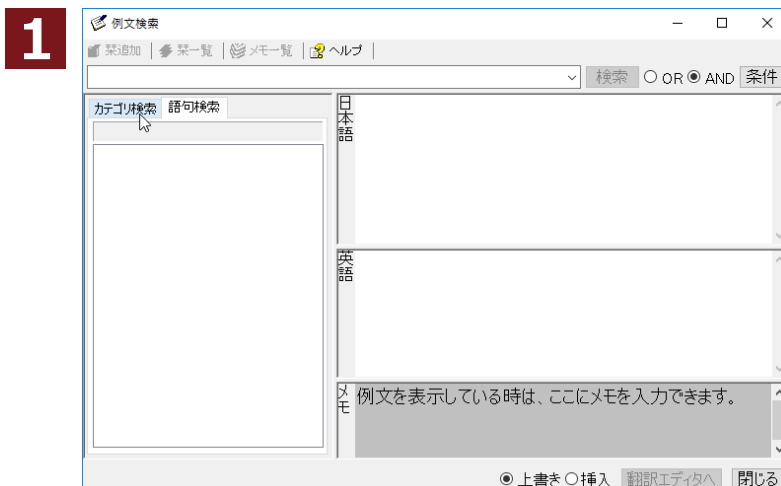 1
例文検索
栞追加 栞一覧 メモ一覧 ヘルプ
検索 OR AND 条件
カテゴリ検索 語句検索
日本語
英語
メモ
例文を表示している時は、ここにメモを入力できます。
上書き 挿入 翻訳エディタへ 閉じる